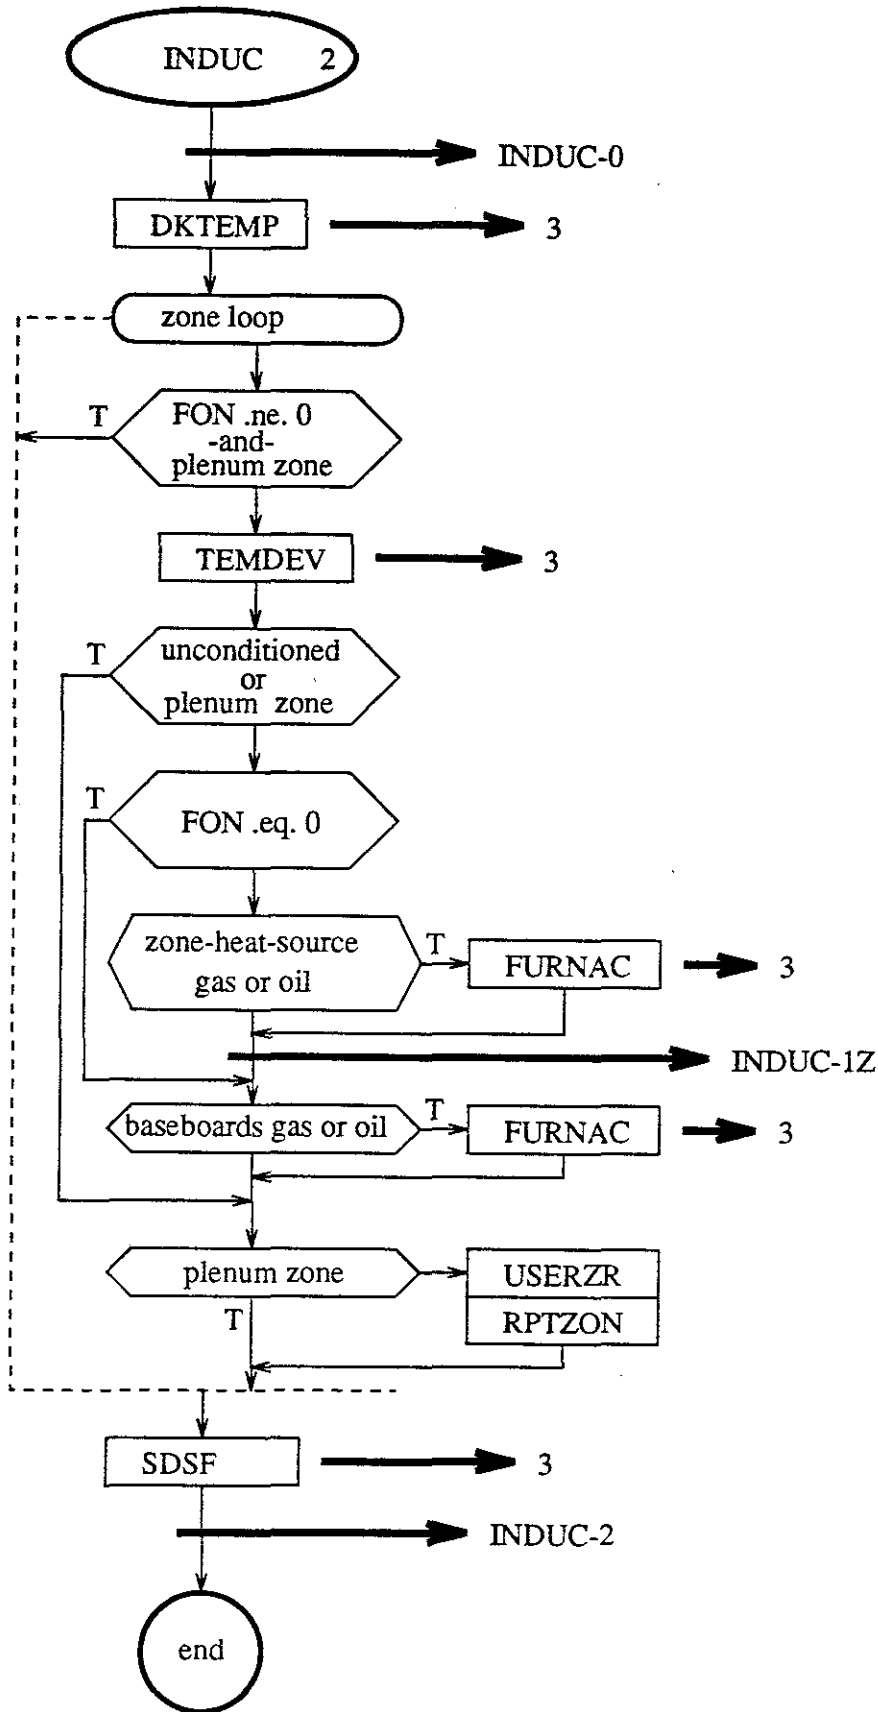 INDUC 2
INDUC-0
DKTEMP 3
zone loop
T
FON .ne. 0
-and-
plenum zone
TEMDEV 3
T
unconditioned
or
plenum zone
T
FON .eq. 0
zone-heat-source
gas or oil
T
FURNAC 3
INDUC-1Z
baseboards gas or oil
T
FURNAC 3
plenum zone
T
USERZR
RPTZON
SDSF 3
INDUC-2
end